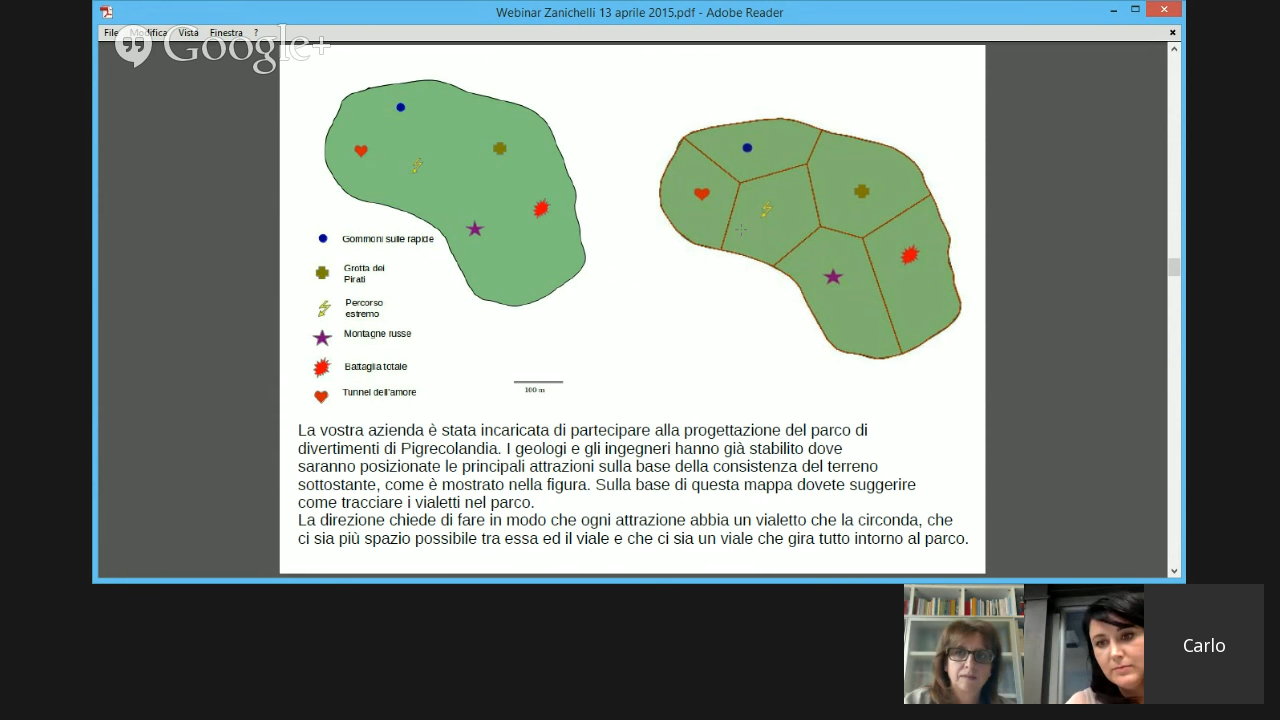 Webinar Zanichelli 13 aprile 2015.pdf - Adobe Reader
File Modifica Vista Finestra ?
Google+
Gommoni sulle rapide
Grotta dei
Pirati
Percorso
estremo
Montagne russe
Battaglia totale
Tunnel dell'amore
100 m
La vostra azienda è stata incaricata di partecipare alla progettazione del parco di
divertimenti di Pigrecolandia. I geologi e gli ingegneri hanno già stabilito dove
saranno posizionate le principali attrazioni sulla base della consistenza del terreno
sottostante, come è mostrato nella figura. Sulla base di questa mappa dovete suggerire
come tracciare i vialetti nel parco.
La direzione chiede di fare in modo che ogni attrazione abbia un vialetto che la circonda, che
ci sia più spazio possibile tra essa ed il viale e che ci sia un viale che gira tutto intorno al parco.
Carlo